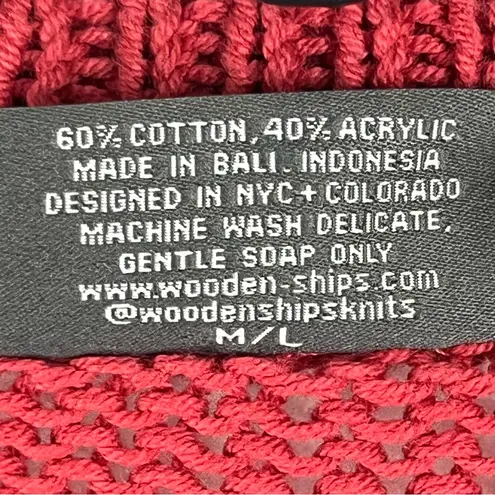 60% COTTON, 40% ACRYLIC
MADE IN BALI, INDONESIA
DESIGNED IN NYC+COLORADO
MACHINE WASH DELICATE,
GENTLE SOAP ONLY
www.wooden-ships.com
@woodenshipsknits
M/L